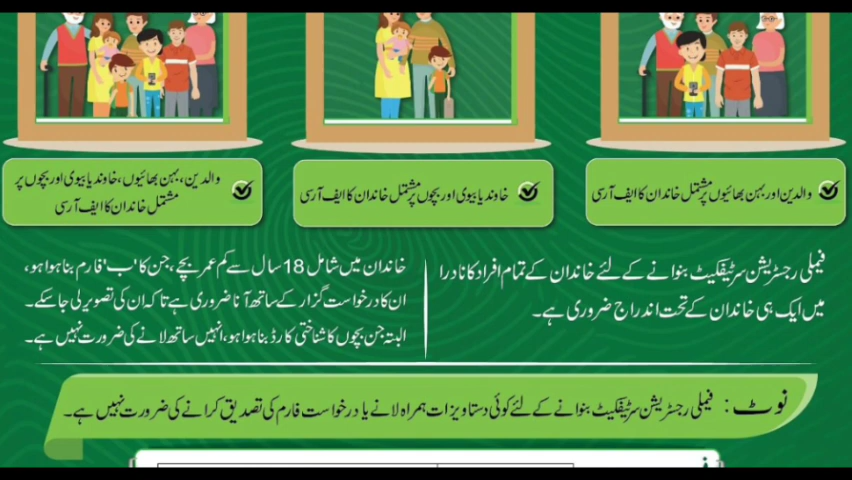 والدین اور بہن بھائیوں پر مشتمل خاندان کا ایف آر سی
خاوند یا بیوی اور بچوں پر مشتمل خاندان کا ایف آر سی
والدین، بہن بھائیوں، خاوند یا بیوی اور بچوں پر
مشتمل خاندان کا ایف آر سی
فیملی رجسٹریشن سرٹیفکیٹ بنوانے کے لئے خاندان کے تمام افراد کا نادرا
میں ایک ہی خاندان کے تحت اندراج ضروری ہے۔
خاندان میں شامل 18 سال سے کم عمر بچے، جن کا 'ب' فارم بنا ہوا ہو،
ان کا درخواست گزار کے ساتھ آنا ضروری ہے تاکہ ان کی تصویر لی جا سکے۔
البتہ جن بچوں کا شناختی کارڈ بنا ہوا ہو، انہیں ساتھ لانے کی ضرورت نہیں ہے۔
نوٹ: فیملی رجسٹریشن سرٹیفکیٹ بنوانے کے لئے کوئی دستاویزات ہمراہ لانے یا درخواست فارم کی تصدیق کرانے کی ضرورت نہیں ہے۔